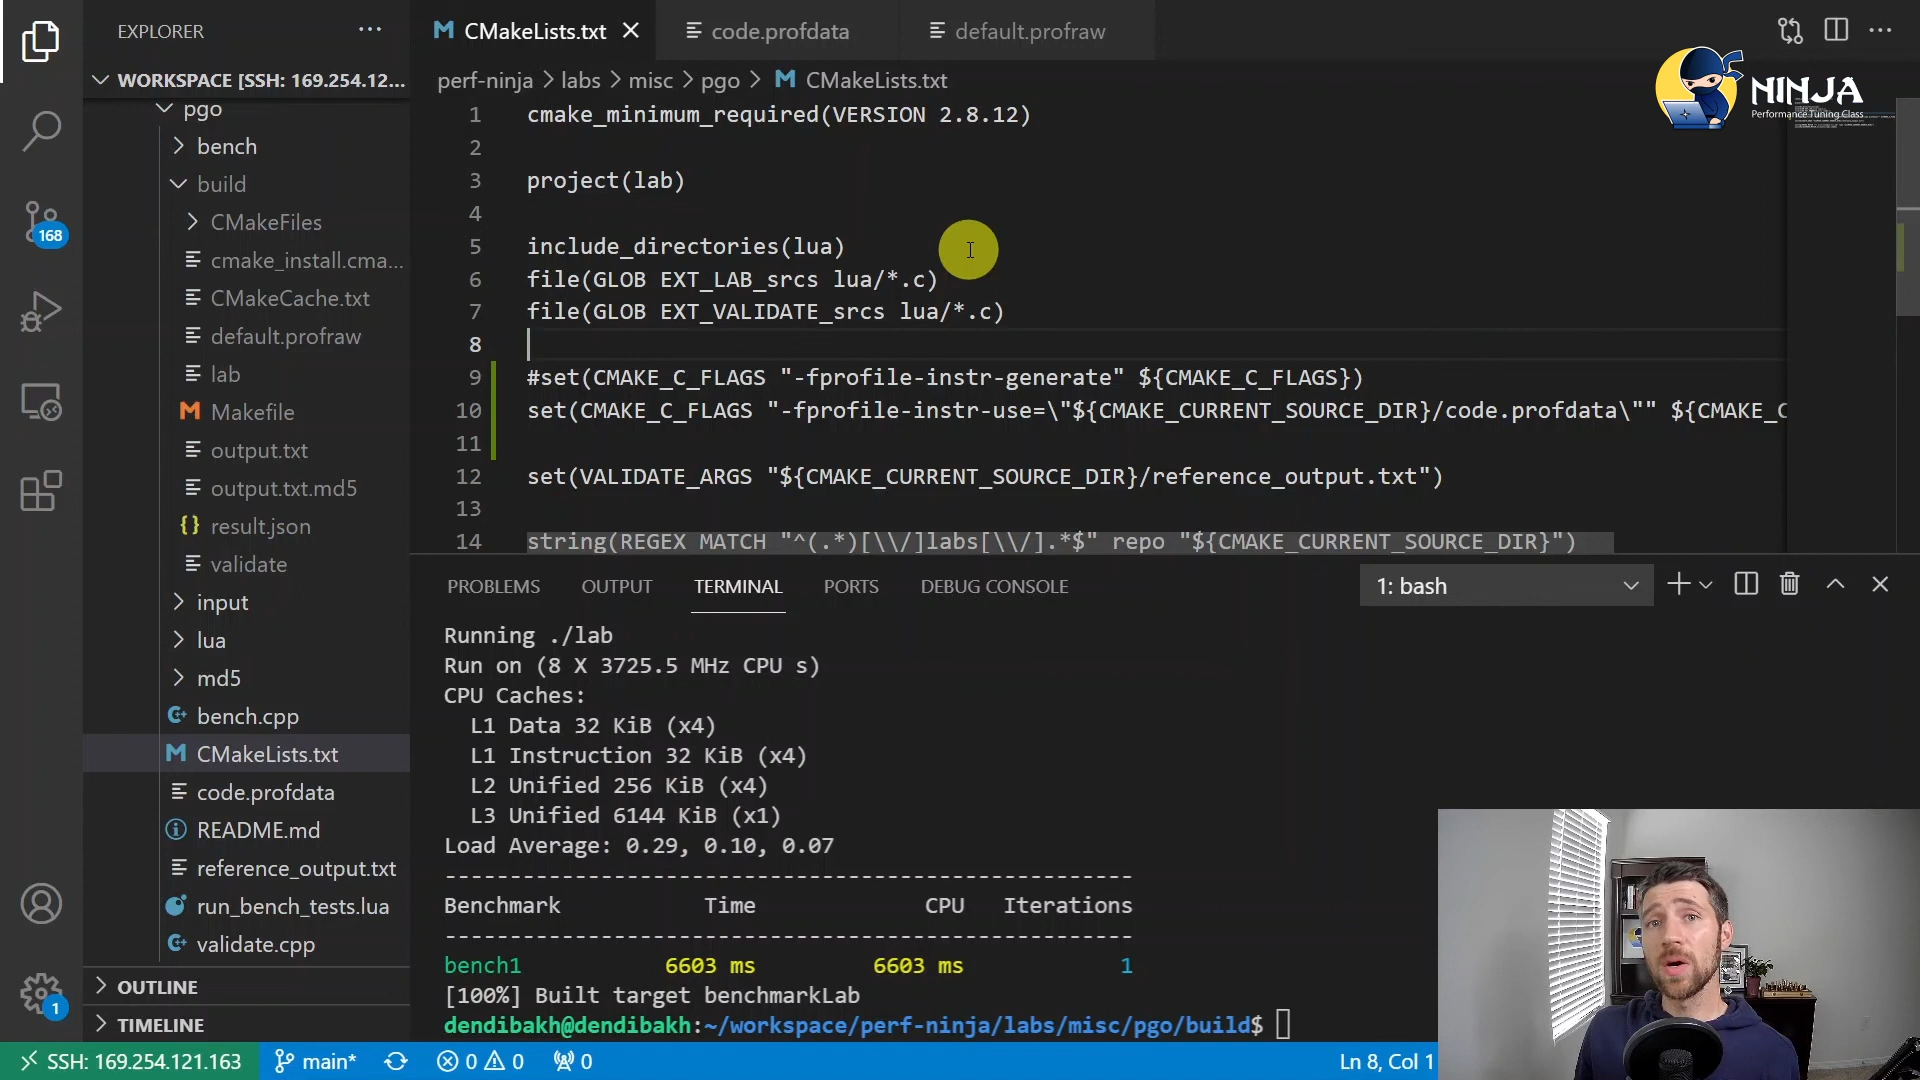 EXPLORER
WORKSPACE [SSH: 169.254.12...
pgo
bench
build
CMakeFiles
cmake_install.cma...
CMakeCache.txt
default.profraw
lab
Makefile
output.txt
output.txt.md5
result.json
validate
input
lua
md5
bench.cpp
CMakeLists.txt
code.profdata
README.md
reference_output.txt
run_bench_tests.lua
validate.cpp
OUTLINE
TIMELINE
168
1
CMakeLists.txt
code.profdata
default.profraw
perf-ninja > labs > misc > pgo > CMakeLists.txt
NINJA
Performance Tuning Class
1 cmake_minimum_required(VERSION 2.8.12)
2
3 project(lab)
4
5 include_directories(lua)
6 file(GLOB EXT_LAB_srcs lua/*.c)
7 file(GLOB EXT_VALIDATE_srcs lua/*.c)
8
9 #set(CMAKE_C_FLAGS "-fprofile-instr-generate" ${CMAKE_C_FLAGS})
10 set(CMAKE_C_FLAGS "-fprofile-instr-use=\"${CMAKE_CURRENT_SOURCE_DIR}/code.profdata\"" ${CMAKE_C
11
12 set(VALIDATE_ARGS "${CMAKE_CURRENT_SOURCE_DIR}/reference_output.txt")
13
14 string(REGEX MATCH "^(.*)[\\/]labs[\\/].*$" repo "${CMAKE_CURRENT_SOURCE_DIR}")
PROBLEMS OUTPUT TERMINAL PORTS DEBUG CONSOLE
1: bash
Running ./lab
Run on (8 X 3725.5 MHz CPU s)
CPU Caches:
L1 Data 32 KiB (x4)
L1 Instruction 32 KiB (x4)
L2 Unified 256 KiB (x4)
L3 Unified 6144 KiB (x1)
Load Average: 0.29, 0.10, 0.07
-----------------------------------------------------
Benchmark Time CPU Iterations
-----------------------------------------------------
bench1 6603 ms 6603 ms 1
[100%] Built target benchmarkLab
dendibakh@dendibakh:~/workspace/perf-ninja/labs/misc/pgo/build$
SSH: 169.254.121.163 main* 0 0 0 Ln 8, Col 1